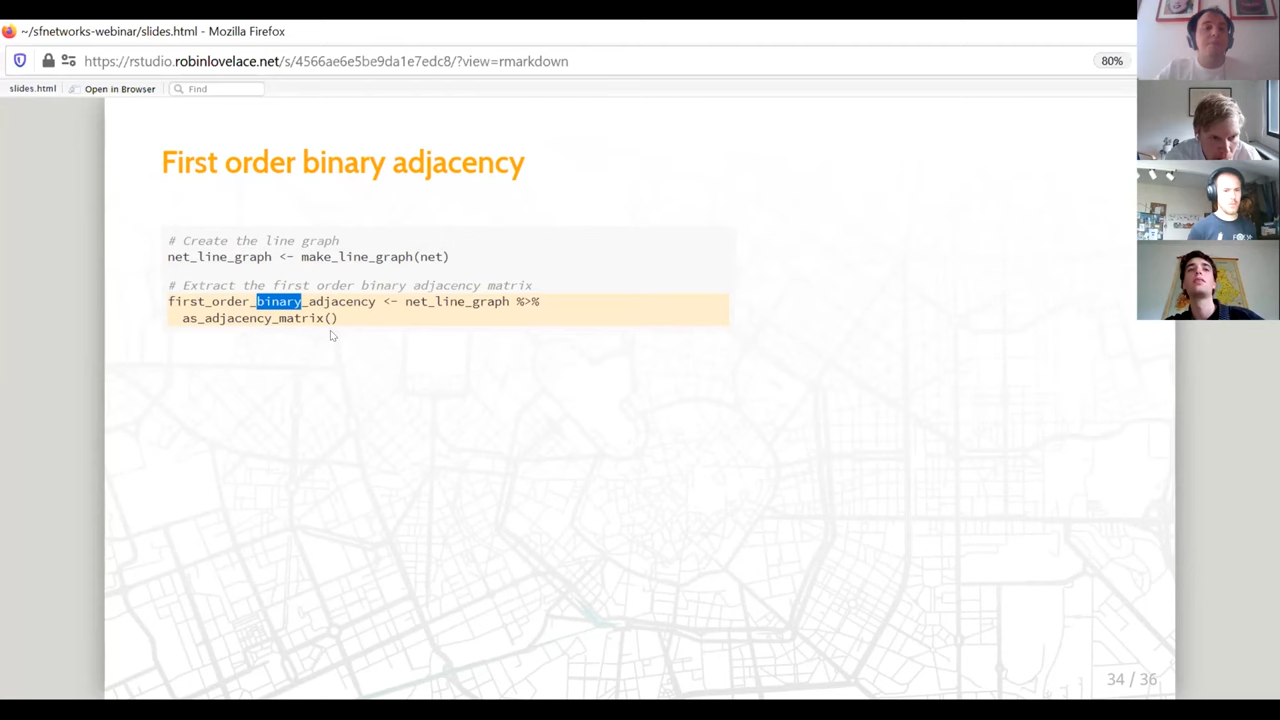 ~/sfnetworks-webinar/slides.html - Mozilla Firefox
https://rstudio.robinlovelace.net/s/4566ae6e5be9da1e7edc8/?view=rmarkdown
80%
slides.html
Open in Browser
Find
First order binary adjacency
# Create the line graph
net_line_graph <- make_line_graph(net)
# Extract the first order binary adjacency matrix
first_order_binary_adjacency <- net_line_graph %>%
as_adjacency_matrix()
34 / 36